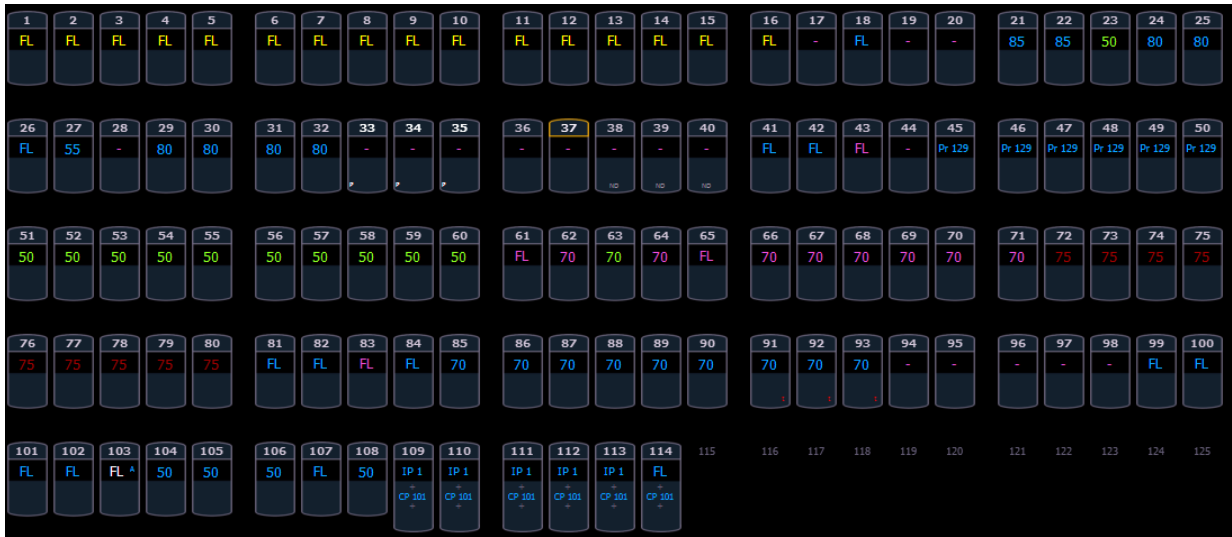 1 2 3 4 5 6 7 8 9 10 11 12 13 14 15 16 17 18 19 20 21 22 23 24 25
FL FL FL FL FL FL FL FL FL FL FL FL FL FL FL FL - FL - - 85 85 50 80 80
26 27 28 29 30 31 32 33 34 35 36 37 38 39 40 41 42 43 44 45 46 47 48 49 50
FL 55 - 80 80 80 80 - - - - - - - - FL FL FL - Pr 129 Pr 129 Pr 129 Pr 129 Pr 129 Pr 129
P P P ND ND ND
51 52 53 54 55 56 57 58 59 60 61 62 63 64 65 66 67 68 69 70 71 72 73 74 75
50 50 50 50 50 50 50 50 50 50 FL 70 70 70 FL 70 70 70 70 70 70 75 75 75 75
76 77 78 79 80 81 82 83 84 85 86 87 88 89 90 91 92 93 94 95 96 97 98 99 100
75 75 75 75 75 FL FL FL FL 70 70 70 70 70 70 70 70 70 - - - - - FL FL
t t t
101 102 103 104 105 106 107 108 109 110 111 112 113 114 115 116 117 118 119 120 121 122 123 124 125
FL FL FL A 50 50 50 FL 50 IP 1 IP 1 IP 1 IP 1 IP 1 FL
+ + + + + +
CP 101 CP 101 CP 101 CP 101 CP 101 CP 101
+ + + + + +